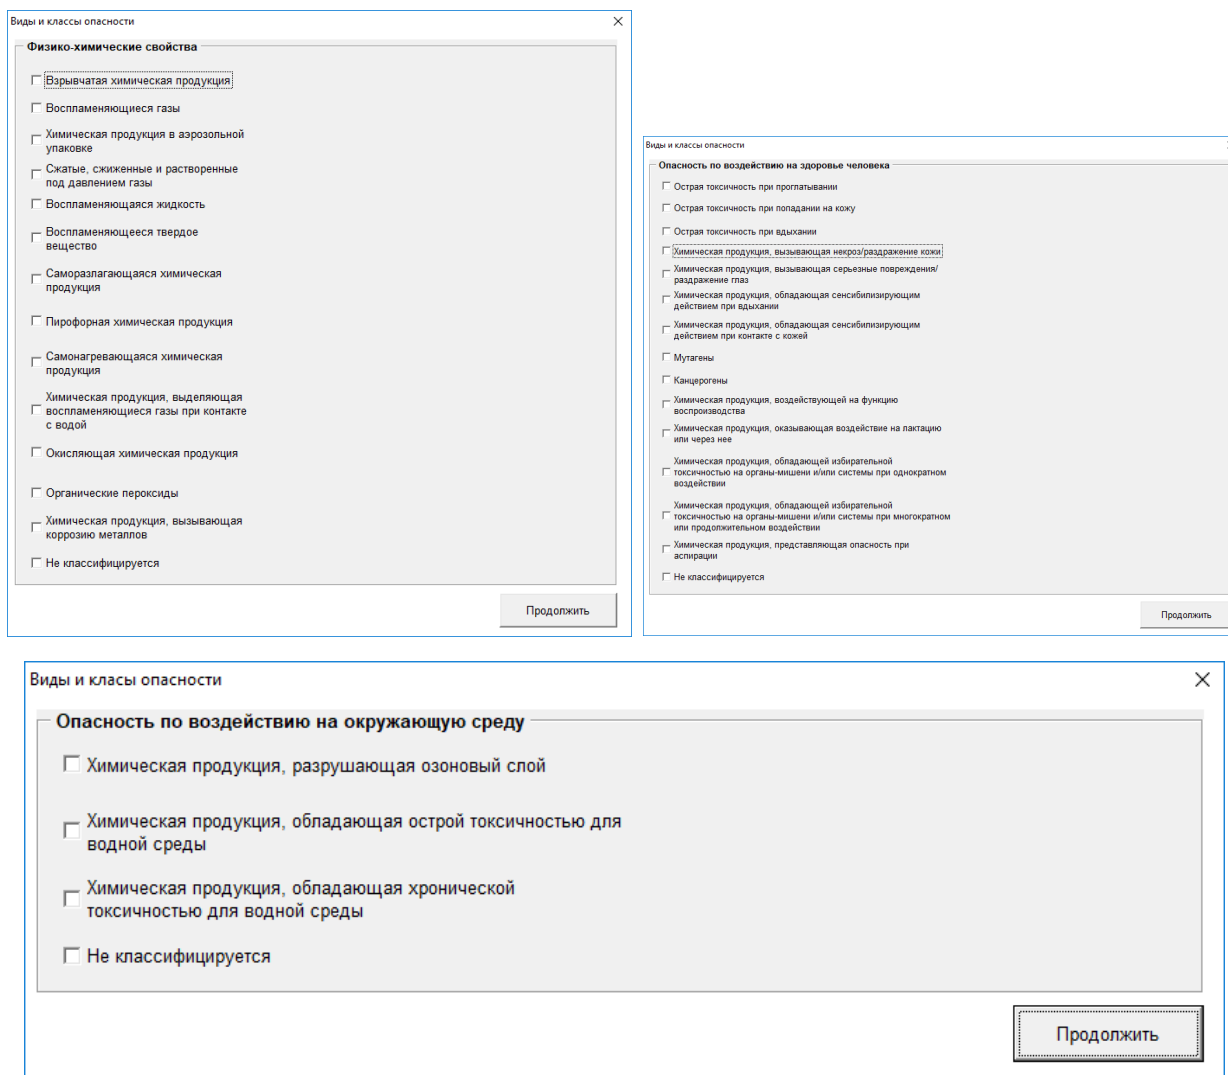 Виды и классы опасности
Физико-химические свойства
Взрывчатая химическая продукция
Воспламеняющиеся газы
Химическая продукция в аэрозольной
упаковке
Сжатые, сжиженные и растворенные
под давлением газы
Воспламеняющаяся жидкость
Воспламеняющееся твердое
вещество
Саморазлагающаяся химическая
продукция
Пирофорная химическая продукция
Самонагревающаяся химическая
продукция
Химическая продукция, выделяющая
воспламеняющиеся газы при контакте
с водой
Окисляющая химическая продукция
Органические пероксиды
Химическая продукция, вызывающая
коррозию металлов
Не классифицируется
Продолжить
Виды и классы опасности
Опасность по воздействию на здоровье человека
Острая токсичность при проглатывании
Острая токсичность при попадании на кожу
Острая токсичность при вдыхании
Химическая продукция, вызывающая некроз/раздражение кожи
Химическая продукция, вызывающая серьезные повреждения/
раздражение глаз
Химическая продукция, обладающая сенсибилизирующим
действием при вдыхании
Химическая продукция, обладающая сенсибилизирующим
действием при контакте с кожей
Мутагены
Канцерогены
Химическая продукция, воздействующей на функцию
воспроизводства
Химическая продукция, оказывающая воздействие на лактацию
или через нее
Химическая продукция, обладающей избирательной
токсичностью на органы-мишени и/или системы при однократном
воздействии
Химическая продукция, обладающей избирательной
токсичностью на органы-мишени и/или системы при многократном
или продолжительном воздействии
Химическая продукция, представляющая опасность при
аспирации
Не классифицируется
Продолжить
Виды и класы опасности
Опасность по воздействию на окружающую среду
Химическая продукция, разрушающая озоновый слой
Химическая продукция, обладающая острой токсичностью для
водной среды
Химическая продукция, обладающая хронической
токсичностью для водной среды
Не классифицируется
Продолжить